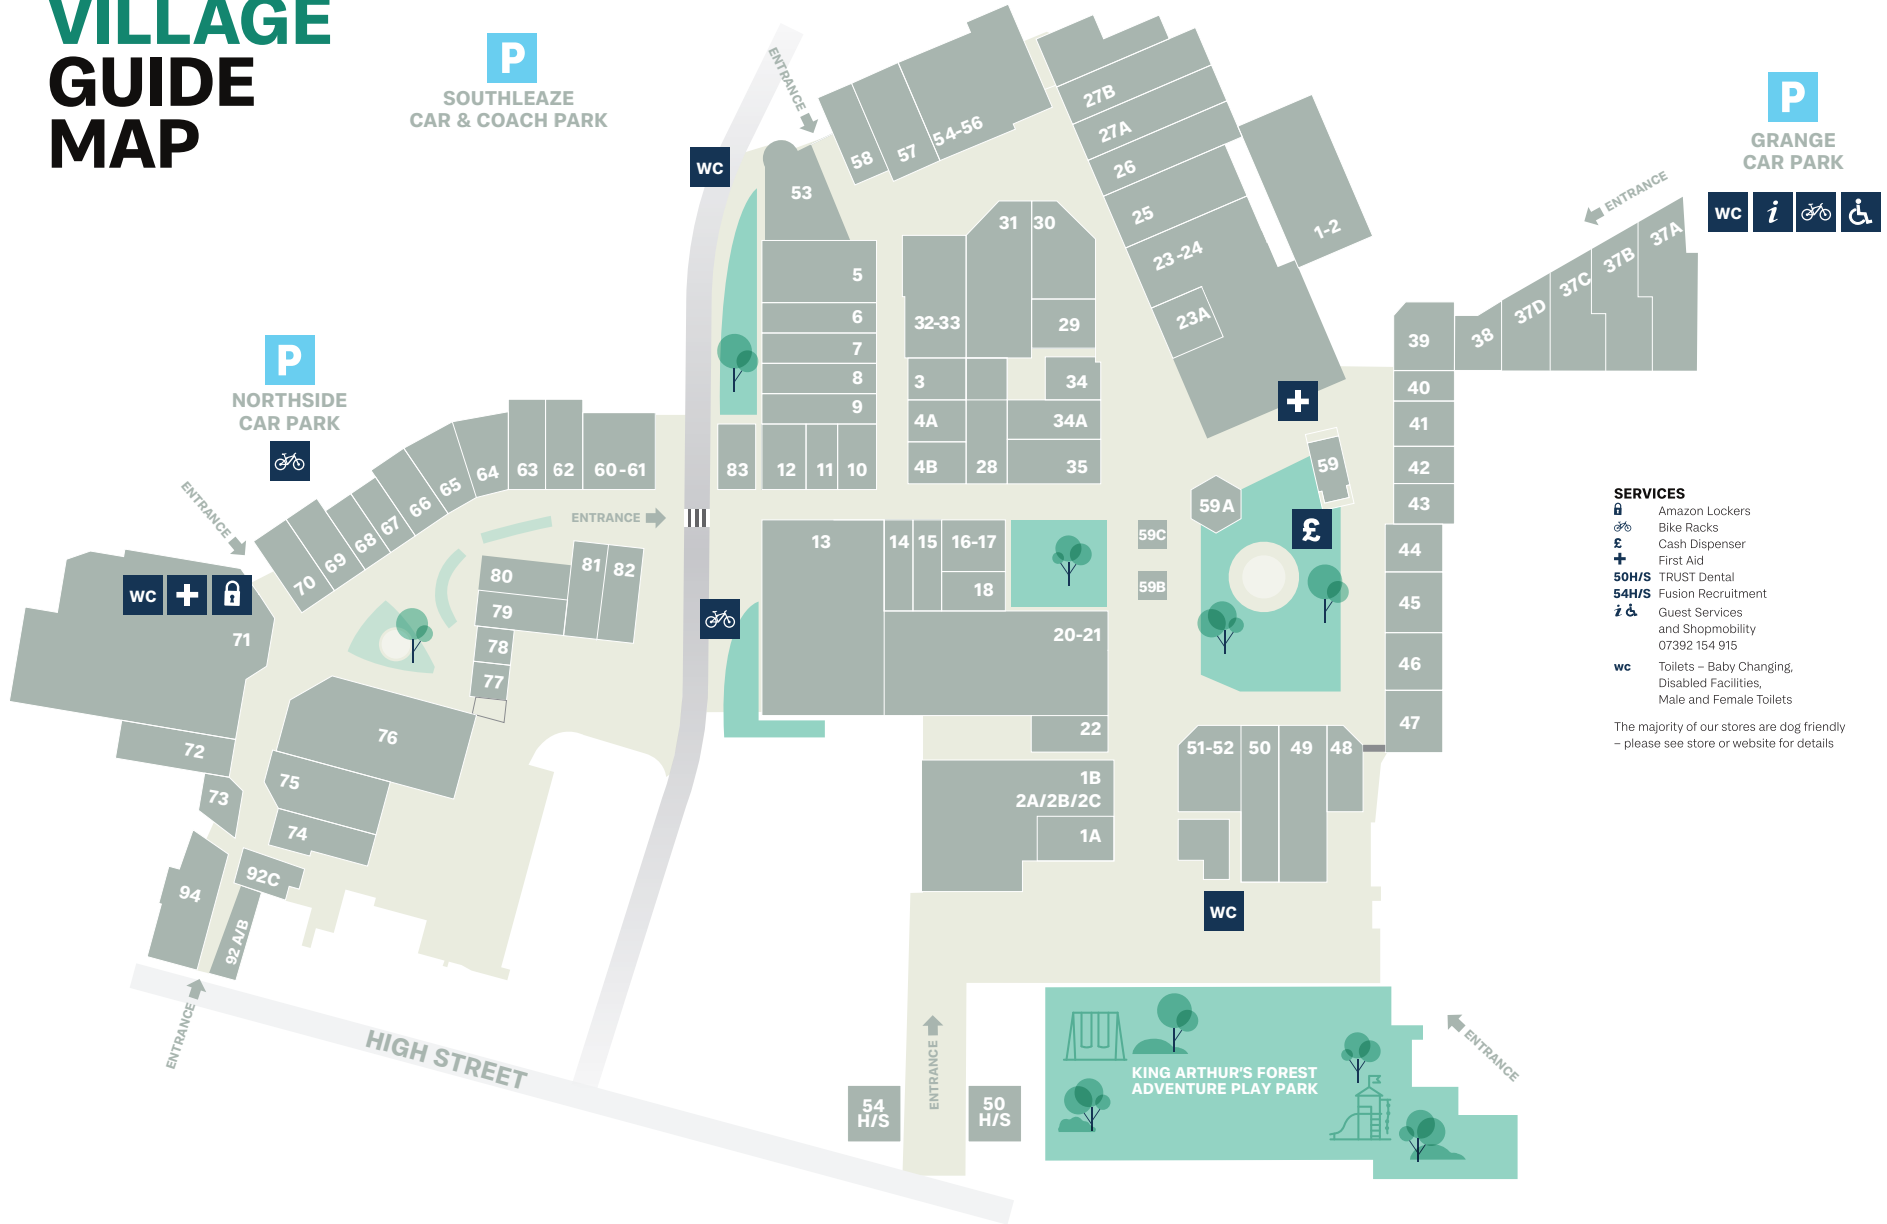 VILLAGE
GUIDE
MAP
P
SOUTHLEAZE
CAR & COACH PARK
P
GRANGE
CAR PARK
WC
i
P
NORTHSIDE
CAR PARK
ENTRANCE
ENTRANCE
ENTRANCE
ENTRANCE
ENTRANCE
ENTRANCE
ENTRANCE
WC
58
57
54-56
27B
27A
26
25
23-24
23A
1-2
53
5
6
7
8
9
83
12
11
10
31
30
32-33
29
3
34
4A
34A
4B
28
35
37A
37B
37C
37D
38
39
40
41
42
43
44
45
46
47
59
59A
£
59C
59B
13
14
15
16-17
18
20-21
22
1B
2A/2B/2C
1A
51-52
50
49
48
WC
60-61
62
63
64
65
66
67
68
69
70
WC
71
72
73
74
75
76
77
78
79
80
81
82
94
92C
92 A/B
HIGH STREET
54
H/S
50
H/S
KING ARTHUR'S FOREST
ADVENTURE PLAY PARK
SERVICES
Amazon Lockers
Bike Racks
£ Cash Dispenser
First Aid
50H/S TRUST Dental
54H/S Fusion Recruitment
i Guest Services
and Shopmobility
07392 154 915
wc Toilets – Baby Changing,
Disabled Facilities,
Male and Female Toilets
The majority of our stores are dog friendly
– please see store or website for details